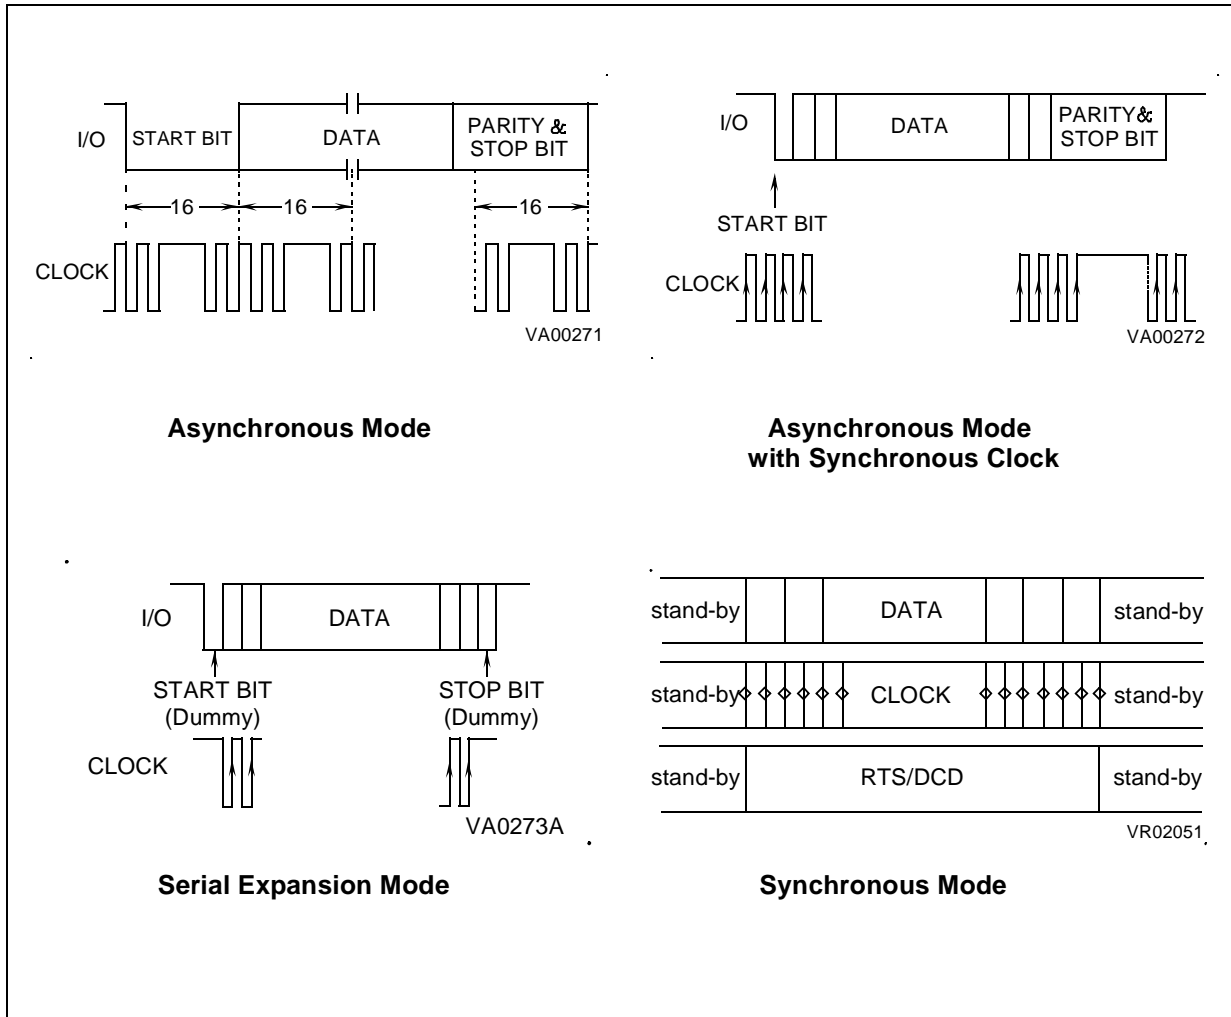 I/O START BIT DATA PARITY &
STOP BIT
16 16 16
CLOCK
VA00271
Asynchronous Mode
I/O DATA PARITY&
STOP BIT
START BIT
CLOCK
VA00272
Asynchronous Mode
with Synchronous Clock
I/O DATA
START BIT
(Dummy)
STOP BIT
(Dummy)
CLOCK
VA0273A
Serial Expansion Mode
stand-by DATA stand-by
stand-by CLOCK stand-by
stand-by RTS/DCD stand-by
VR02051
Synchronous Mode